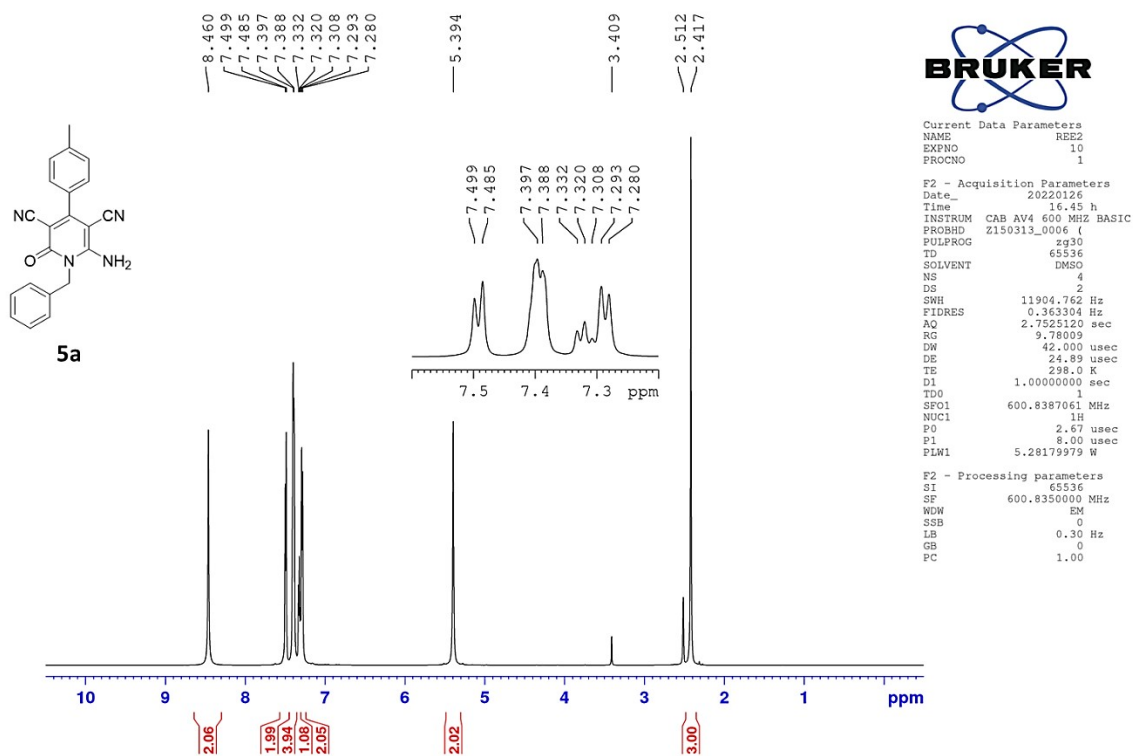 8.460
7.499
7.485
7.397
7.388
7.332
7.320
7.308
7.293
7.280
5.394
3.409
2.512
2.417
BRUKER
Current Data Parameters
NAME REE2
EXPNO 10
PROCNO 1
F2 - Acquisition Parameters
Date_ 20220126
Time 16.45 h
INSTRUM CAB AV4 600 MHZ BASIC
PROBHD Z150313_0006 (
PULPROG zg30
TD 65536
SOLVENT DMSO
NS 4
DS 2
SWH 11904.762 Hz
FIDRES 0.363304 Hz
AQ 2.7525120 sec
RG 9.78009
DW 42.000 usec
DE 24.89 usec
TE 298.0 K
D1 1.00000000 sec
TD0 1
SFO1 600.8387061 MHz
NUC1 1H
P0 2.67 usec
P1 8.00 usec
PLW1 5.28179979 W
F2 - Processing parameters
SI 65536
SF 600.8350000 MHz
WDW EM
SSB 0
LB 0.30 Hz
GB 0
PC 1.00
NC
CN
O
N
NH2
5a
7.499
7.485
7.397
7.388
7.332
7.320
7.308
7.293
7.280
7.5 7.4 7.3 ppm
10 9 8 7 6 5 4 3 2 1 ppm
2.06
1.99
3.94
1.08
2.05
2.02
3.00